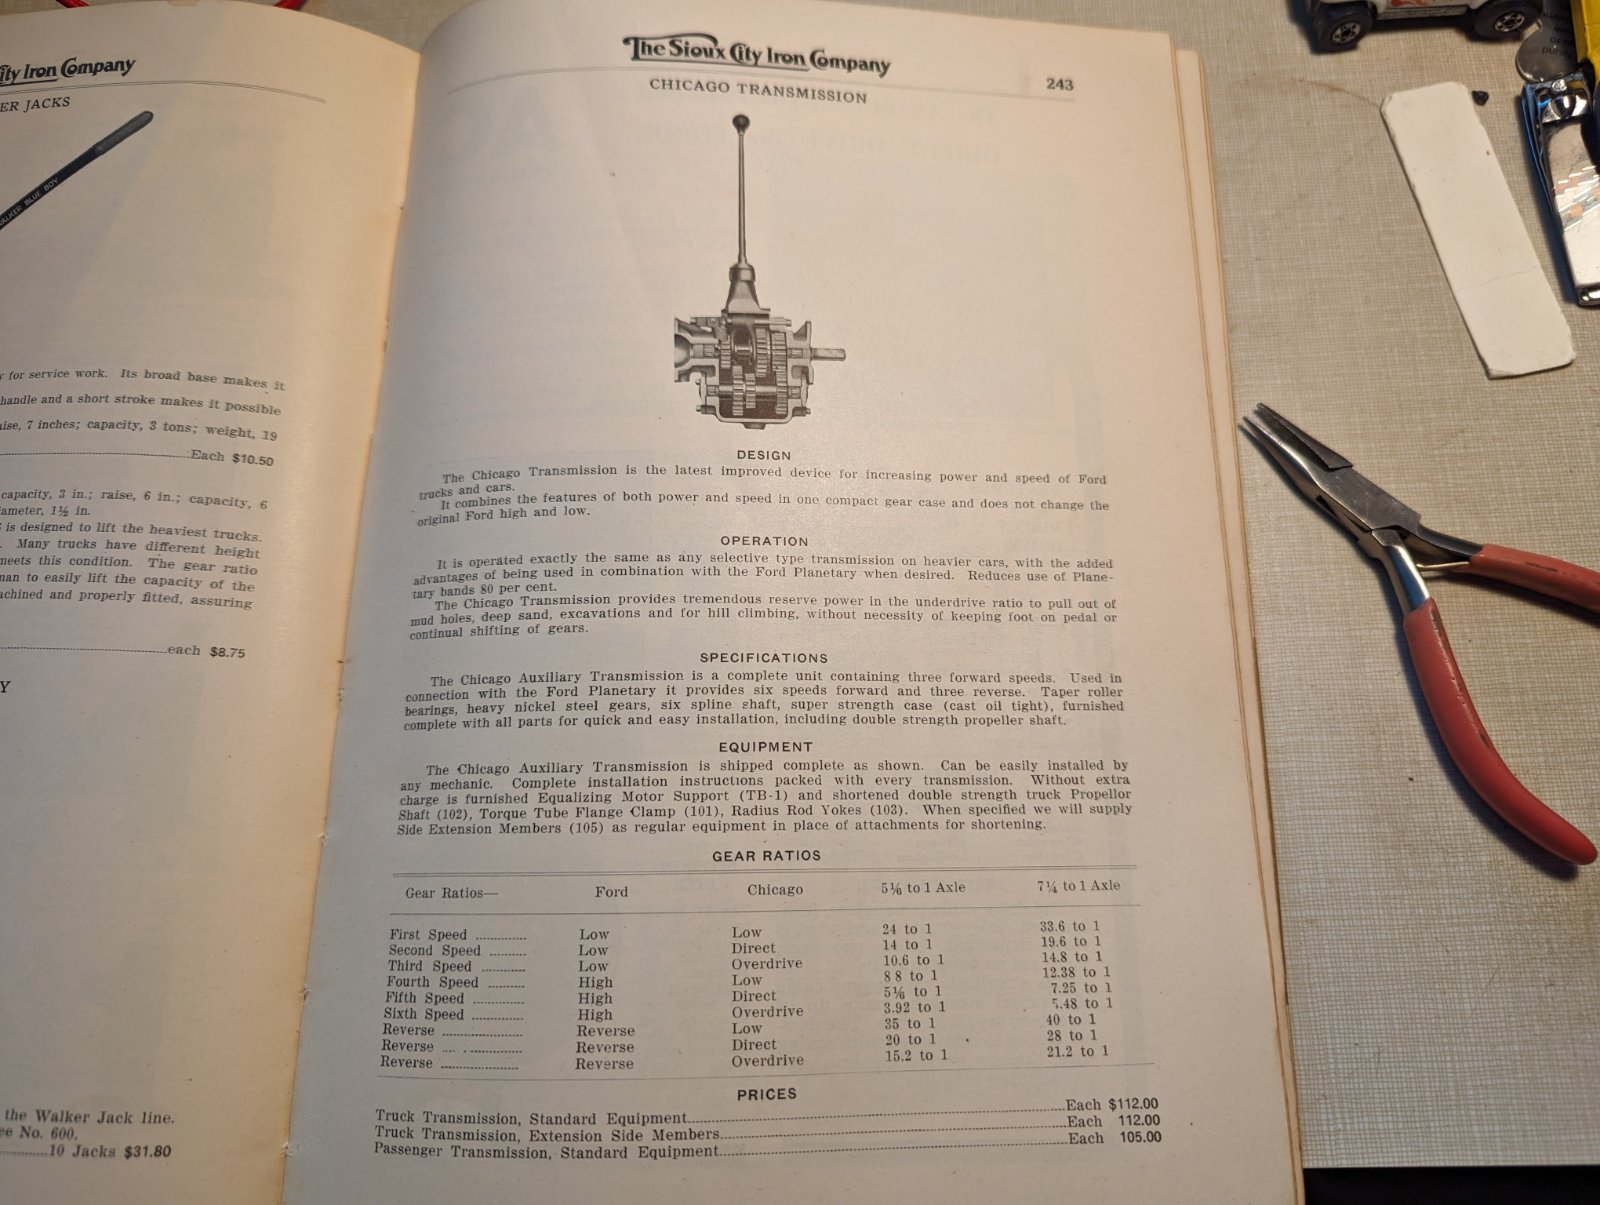 ity Iron Company
ER JACKS
WALKER BLUE BOY
for service work. Its broad base makes it
handle and a short stroke makes it possible
aise, 7 inches; capacity, 3 tons; weight, 19
Each $10.50
capacity, 3 in.; raise, 6 in.; capacity, 6
iameter, 1½ in.
is designed to lift the heaviest trucks.
. Many trucks have different height
meets this condition. The gear ratio
man to easily lift the capacity of the
achined and properly fitted, assuring
each $8.75
Y
the Walker Jack line.
ee No. 600.
10 Jacks $31.80
The Sioux City Iron Company
243
CHICAGO TRANSMISSION
DESIGN
The Chicago Transmission is the latest improved device for increasing power and speed of Ford
trucks and cars.
It combines the features of both power and speed in one compact gear case and does not change the
original Ford high and low.
OPERATION
It is operated exactly the same as any selective type transmission on heavier cars, with the added
advantages of being used in combination with the Ford Planetary when desired. Reduces use of Plane-
tary bands 80 per cent.
The Chicago Transmission provides tremendous reserve power in the underdrive ratio to pull out of
mud holes, deep sand, excavations and for hill climbing, without necessity of keeping foot on pedal or
continual shifting of gears.
SPECIFICATIONS
The Chicago Auxiliary Transmission is a complete unit containing three forward speeds. Used in
connection with the Ford Planetary it provides six speeds forward and three reverse. Taper roller
bearings, heavy nickel steel gears, six spline shaft, super strength case (cast oil tight), furnished
complete with all parts for quick and easy installation, including double strength propeller shaft.
EQUIPMENT
The Chicago Auxiliary Transmission is shipped complete as shown. Can be easily installed by
any mechanic. Complete installation instructions packed with every transmission. Without extra
charge is furnished Equalizing Motor Support (TB-1) and shortened double strength truck Propellor
Shaft (102), Torque Tube Flange Clamp (101), Radius Rod Yokes (103). When specified we will supply
Side Extension Members (105) as regular equipment in place of attachments for shortening.
GEAR RATIOS
Gear Ratios— Ford Chicago 5⅙ to 1 Axle 7¼ to 1 Axle
First Speed ............. Low Low 24 to 1 33.6 to 1
Second Speed .......... Low Direct 14 to 1 19.6 to 1
Third Speed ............ Low Overdrive 10.6 to 1 14.8 to 1
Fourth Speed .......... High Low 8 8 to 1 12.38 to 1
Fifth Speed .............. High Direct 5⅙ to 1 7.25 to 1
Sixth Speed .............. High Overdrive 3.92 to 1 5.48 to 1
Reverse ..................... Reverse Low 35 to 1 40 to 1
Reverse ..................... Reverse Direct 20 to 1 28 to 1
Reverse ..................... Reverse Overdrive 15.2 to 1 21.2 to 1
PRICES
Truck Transmission, Standard Equipment....Each $112.00
Truck Transmission, Extension Side Members....Each 112.00
Passenger Transmission, Standard Equipment....Each 105.00